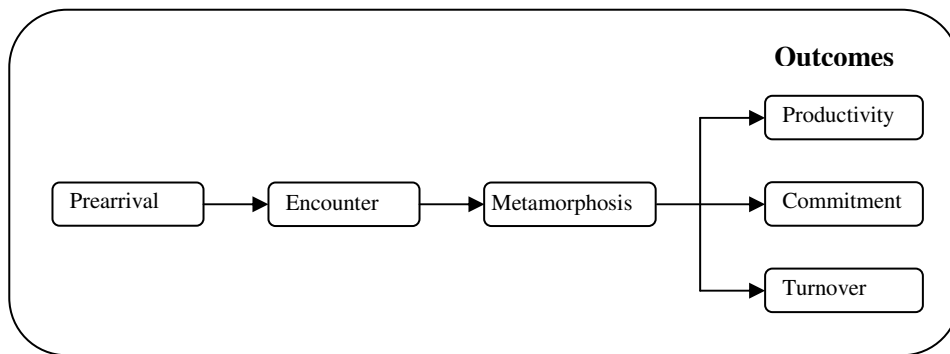 Outcomes
Productivity
Prearrival
Encounter
Metamorphosis
Commitment
Turnover